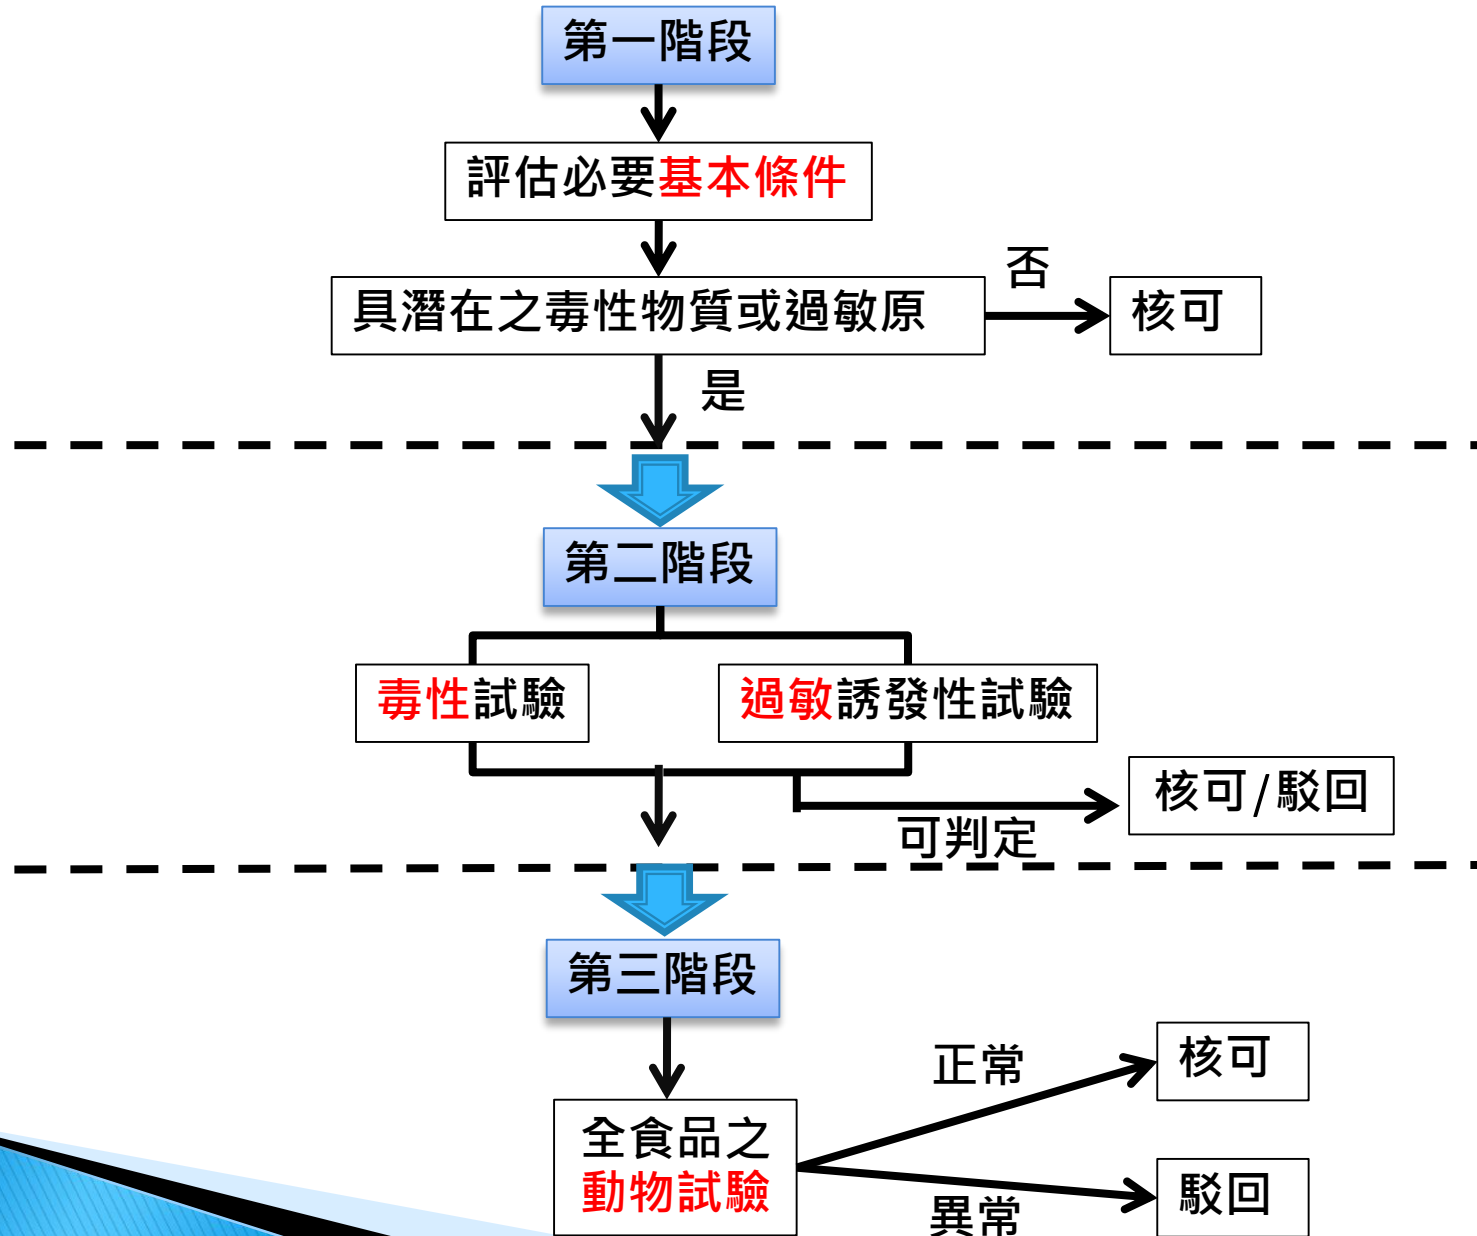 第一階段
評估必要基本條件
具潛在之毒性物質或過敏原
否
核可
是
第二階段
毒性試驗
過敏誘發性試驗
核可/駁回
可判定
第三階段
正常
核可
全食品之
動物試驗
異常
駁回